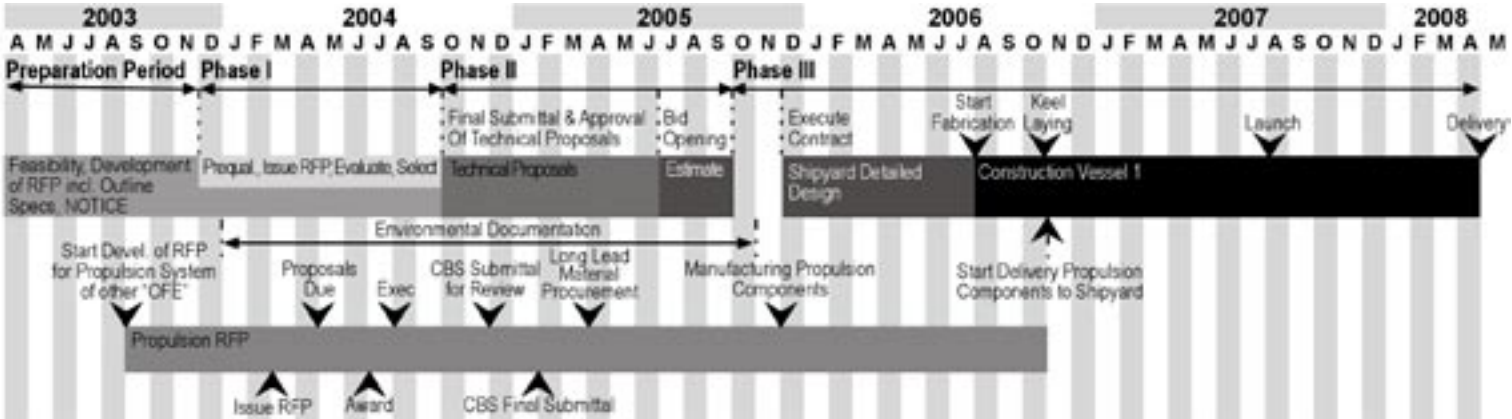 2003 2004 2005 2006 2007 2008
A M J J A S O N D J F M A M J J A S O N D J F M A M J J A S O N D J F M A M J J A S O N D J F M A M J J A S O N D J F M A M
Preparation Period Phase I Phase II Phase III
Final Submittal & Approval
Of Technical Proposals
Bid
Opening
Execute
Contract
Start
Fabrication
Keel
Laying
Launch
Delivery
Feasibility, Development
of RFP incl. Outline
Specs, NOTICE
Prequal., Issue RFP, Evaluate, Select
Technical Proposals
Estimate
Shipyard Detailed
Design
Construction Vessel 1
Environmental Documentation
Start Devel. of RFP
for Propulsion System
of other "OFE"
Proposals
Due
Exec
CBS Submittal
for Review
Long Lead
Material
Procurement
Manufacturing Propulsion
Components
Start Delivery Propulsion
Components to Shipyard
Propulsion RFP
Issue RFP
Award
CBS Final Submittal